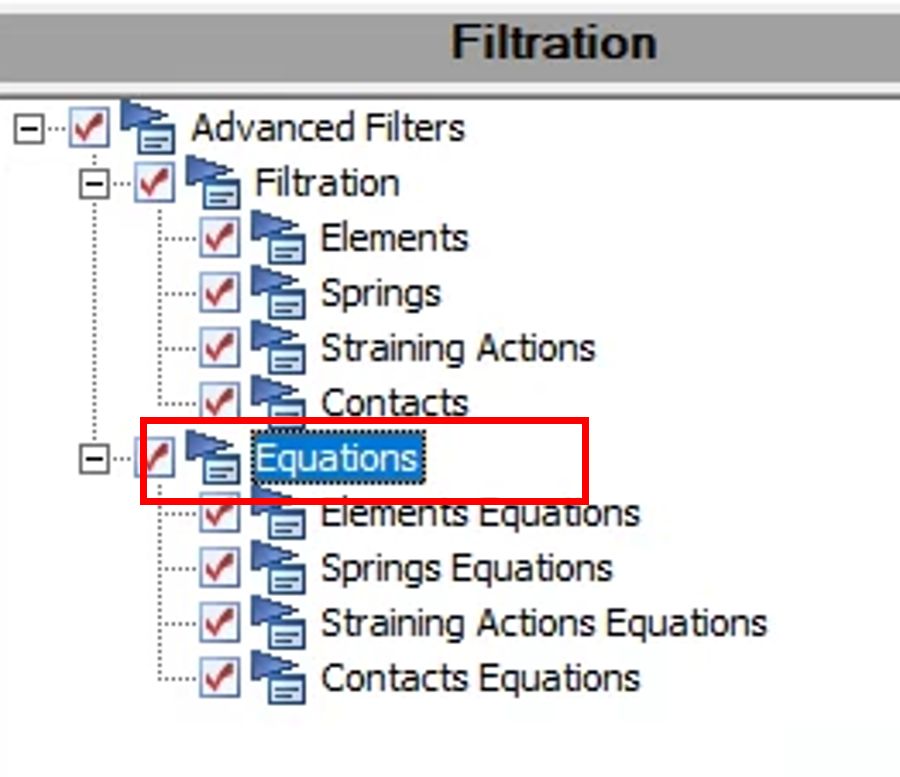 Filtration
Advanced Filters
Filtration
Elements
Springs
Straining Actions
Contacts
Equations
Elements Equations
Springs Equations
Straining Actions Equations
Contacts Equations